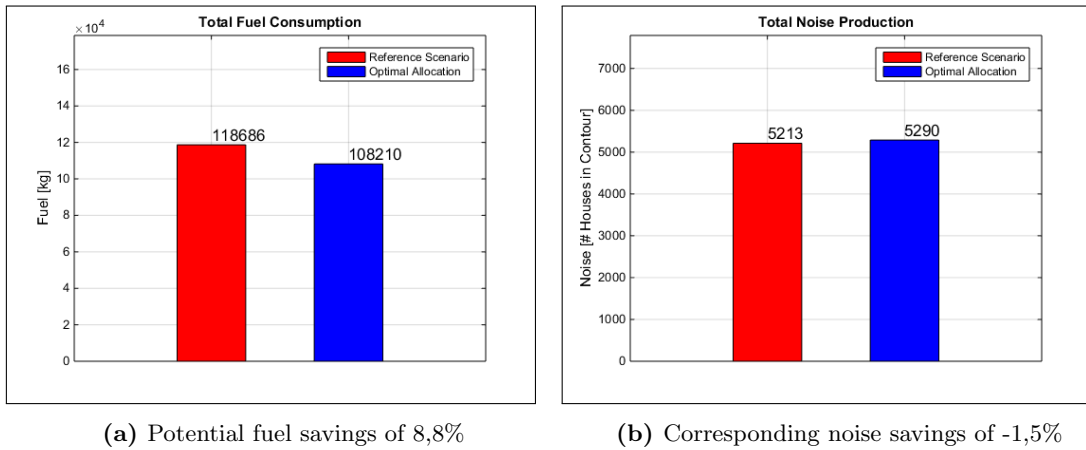 Total Fuel Consumption
×10⁴
16
14
12
10
8
6
4
2
0
Fuel [kg]
Reference Scenario
Optimal Allocation
118686
108210
(a) Potential fuel savings of 8,8%
Total Noise Production
7000
6000
5000
4000
3000
2000
1000
0
Noise [# Houses in Contour]
Reference Scenario
Optimal Allocation
5213
5290
(b) Corresponding noise savings of -1,5%